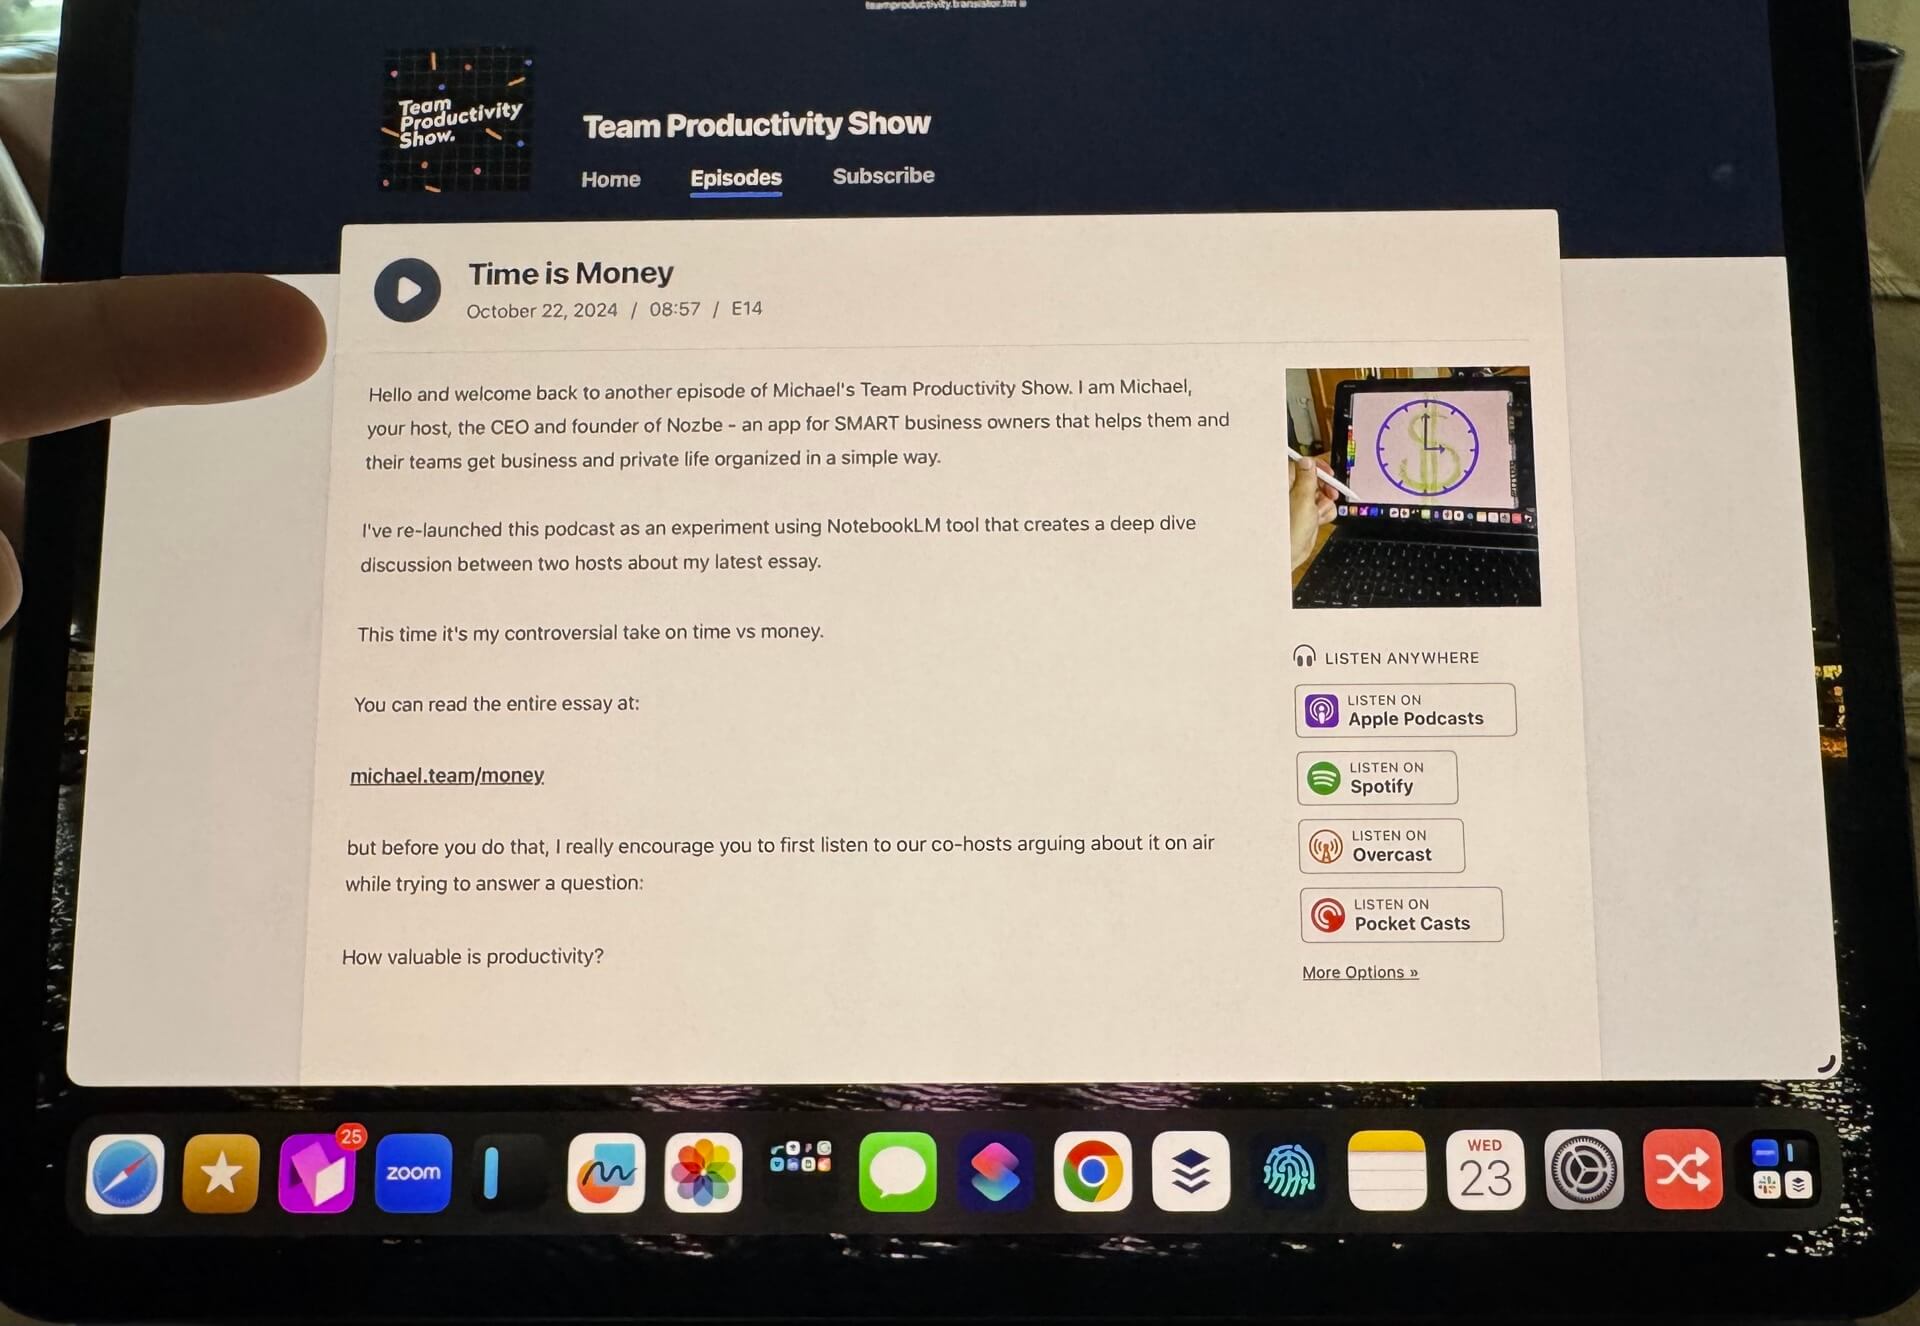 teamproductivity.transistor.fm
Team
Productivity
Show.
Team Productivity Show
Home Episodes Subscribe
Time is Money
October 22, 2024 / 08:57 / E14
Hello and welcome back to another episode of Michael's Team Productivity Show. I am Michael,
your host, the CEO and founder of Nozbe - an app for SMART business owners that helps them and
their teams get business and private life organized in a simple way.
I've re-launched this podcast as an experiment using NotebookLM tool that creates a deep dive
discussion between two hosts about my latest essay.
This time it's my controversial take on time vs money.
You can read the entire essay at:
michael.team/money
but before you do that, I really encourage you to first listen to our co-hosts arguing about it on air
while trying to answer a question:
How valuable is productivity?
LISTEN ANYWHERE
LISTEN ON
Apple Podcasts
LISTEN ON
Spotify
LISTEN ON
Overcast
LISTEN ON
Pocket Casts
More Options »
25
zoom
WED
23